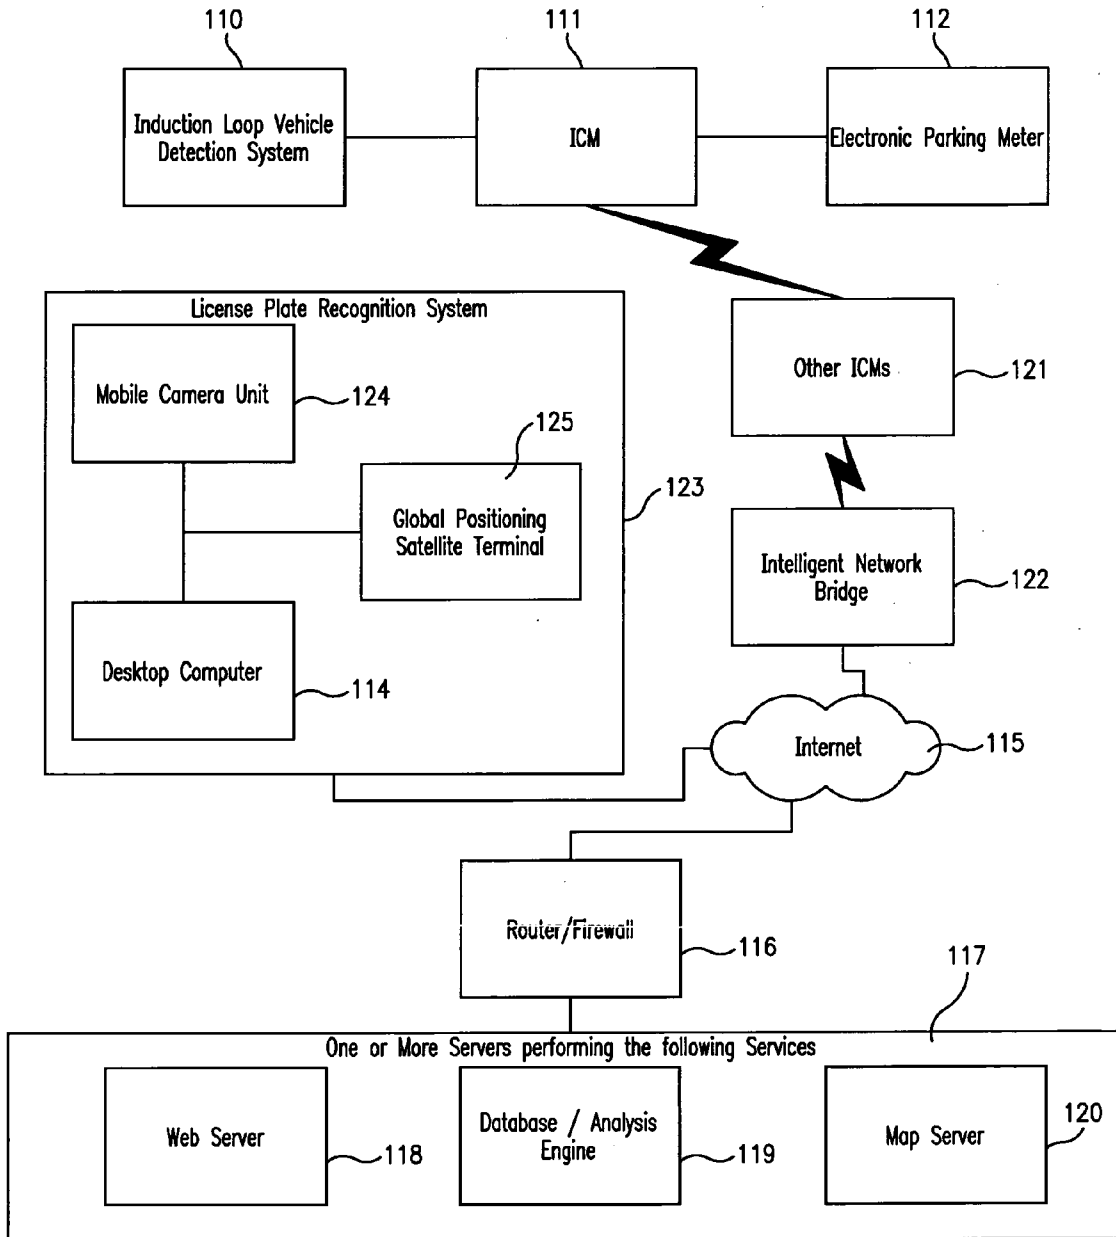 110
111
112
Induction Loop Vehicle
Detection System
ICM
Electronic Parking Meter
License Plate Recognition System
Mobile Camera Unit
124
125
Global Positioning
Satellite Terminal
123
Desktop Computer
114
Other ICMs
121
Intelligent Network
Bridge
122
Internet
115
Router/Firewall
116
117
One or More Servers performing the following Services
Web Server
118
Database / Analysis
Engine
119
Map Server
120